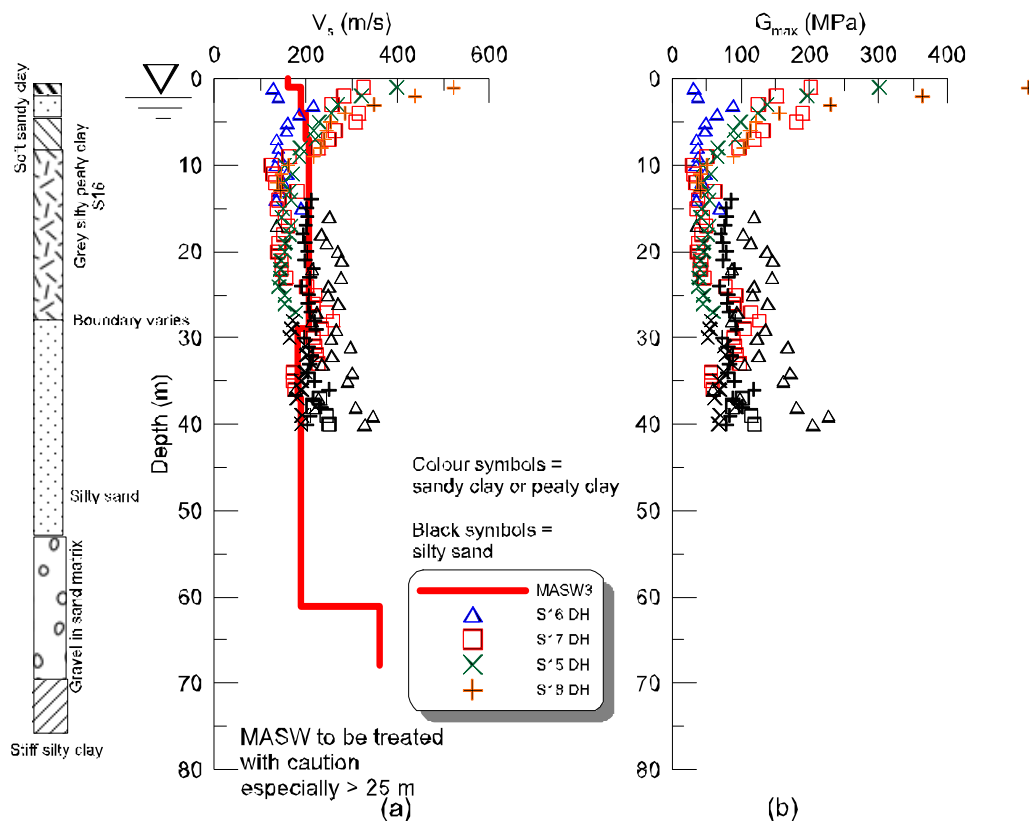 V_s (m/s)
0 200 400 600
G_max (MPa)
0 100 200 300 400
Soft sandy clay
Grey silty peaty clay
S16
Boundary varies
Silty sand
Gravel in sand matrix
Stiff silty clay
Depth (m)
0
10
20
30
40
50
60
70
80
Colour symbols =
sandy clay or peaty clay
Black symbols =
silty sand
MASW3
S16 DH
S17 DH
S15 DH
S18 DH
MASW to be treated
with caution
especially > 25 m
(a)
0
10
20
30
40
50
60
70
80
(b)